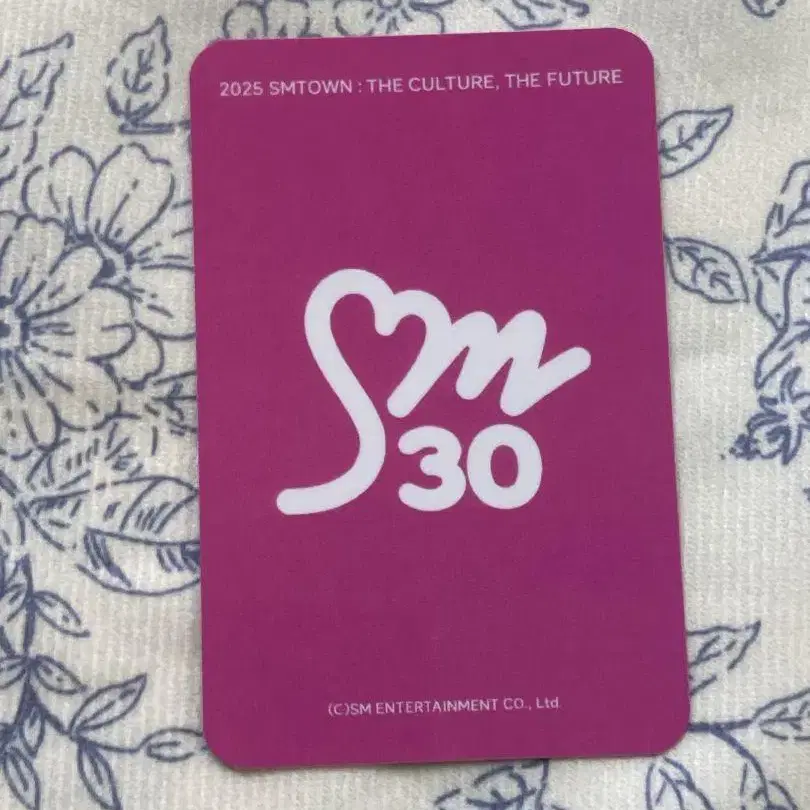 2025 SMTOWN : THE CULTURE, THE FUTURE
Sm
30
(C)SM ENTERTAINMENT CO., Ltd.